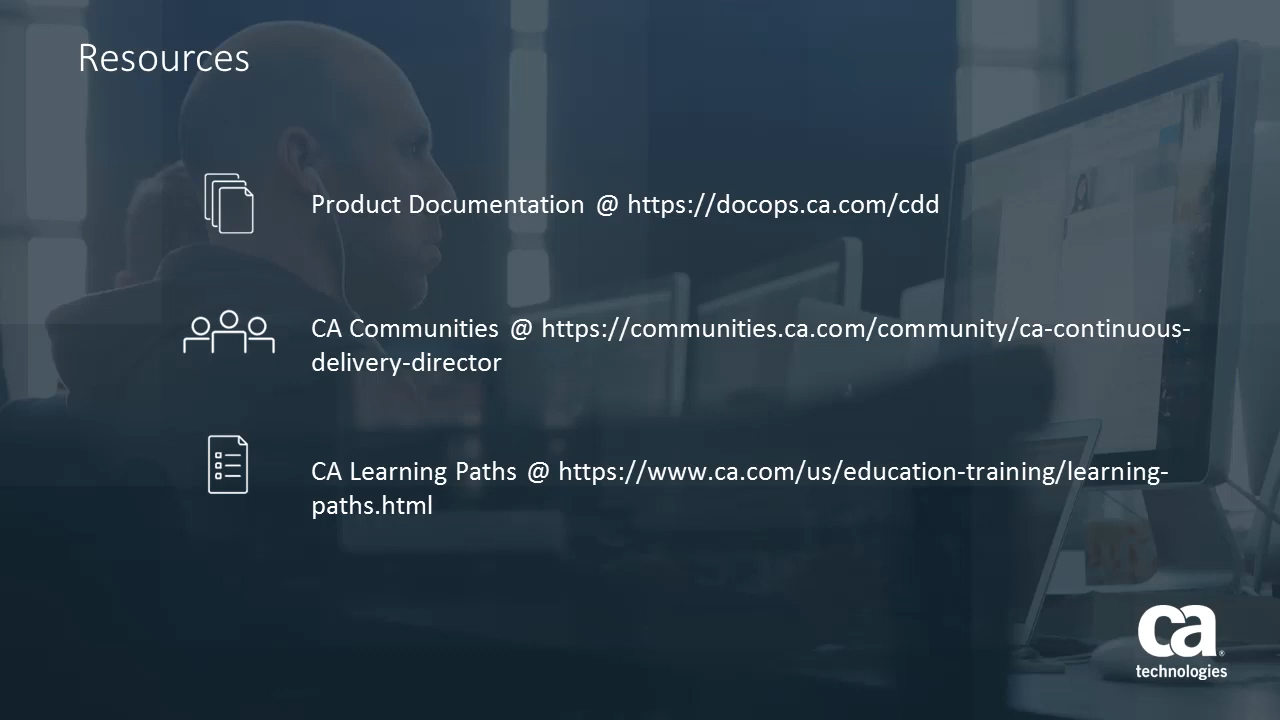 Resources
Product Documentation @ https://docops.ca.com/cdd
CA Communities @ https://communities.ca.com/community/ca-continuous-
delivery-director
CA Learning Paths @ https://www.ca.com/us/education-training/learning-
paths.html
ca
technologies